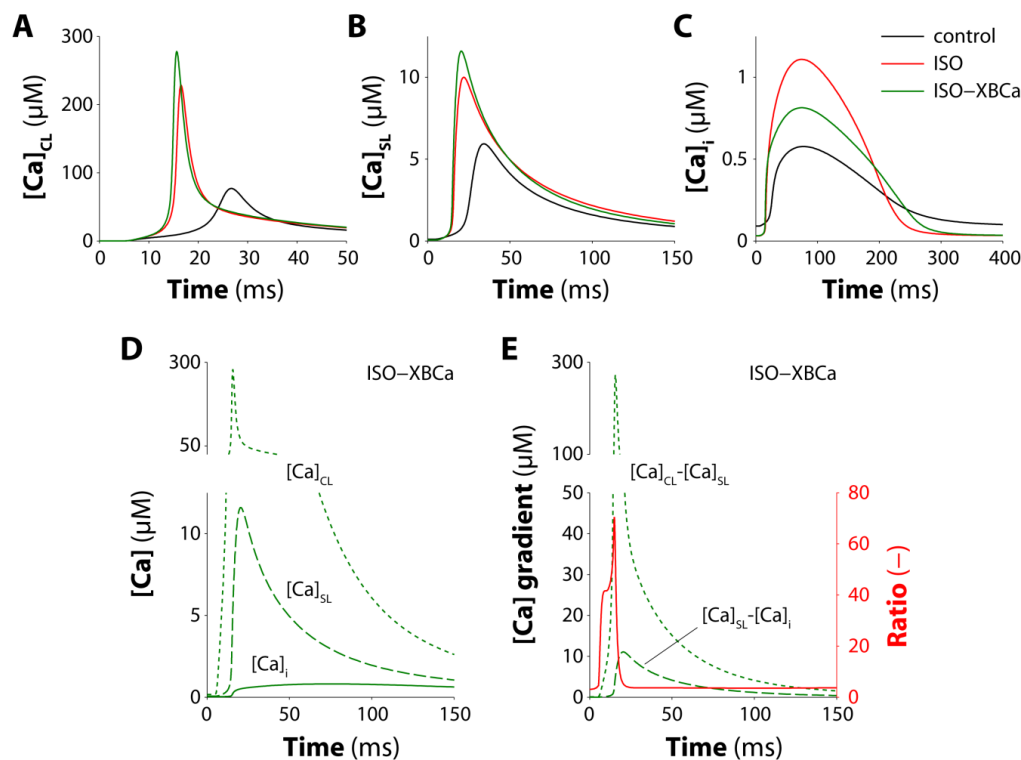 A
B
C
control
ISO
ISO−XBCa
[Ca]CL (μM)
300
200
100
50
0
0
10
20
30
40
50
Time (ms)
[Ca]SL (μM)
10
5
0
0
50
100
150
Time (ms)
[Ca]i (μM)
1
0.5
0
0
100
200
300
400
Time (ms)
D
ISO−XBCa
[Ca] (μM)
300
50
10
5
0
[Ca]CL
[Ca]SL
[Ca]i
0
50
100
150
Time (ms)
E
ISO−XBCa
[Ca] gradient (μM)
300
100
50
40
30
20
10
0
[Ca]CL-[Ca]SL
[Ca]SL-[Ca]i
80
60
40
20
0
Ratio (−)
0
50
100
150
Time (ms)